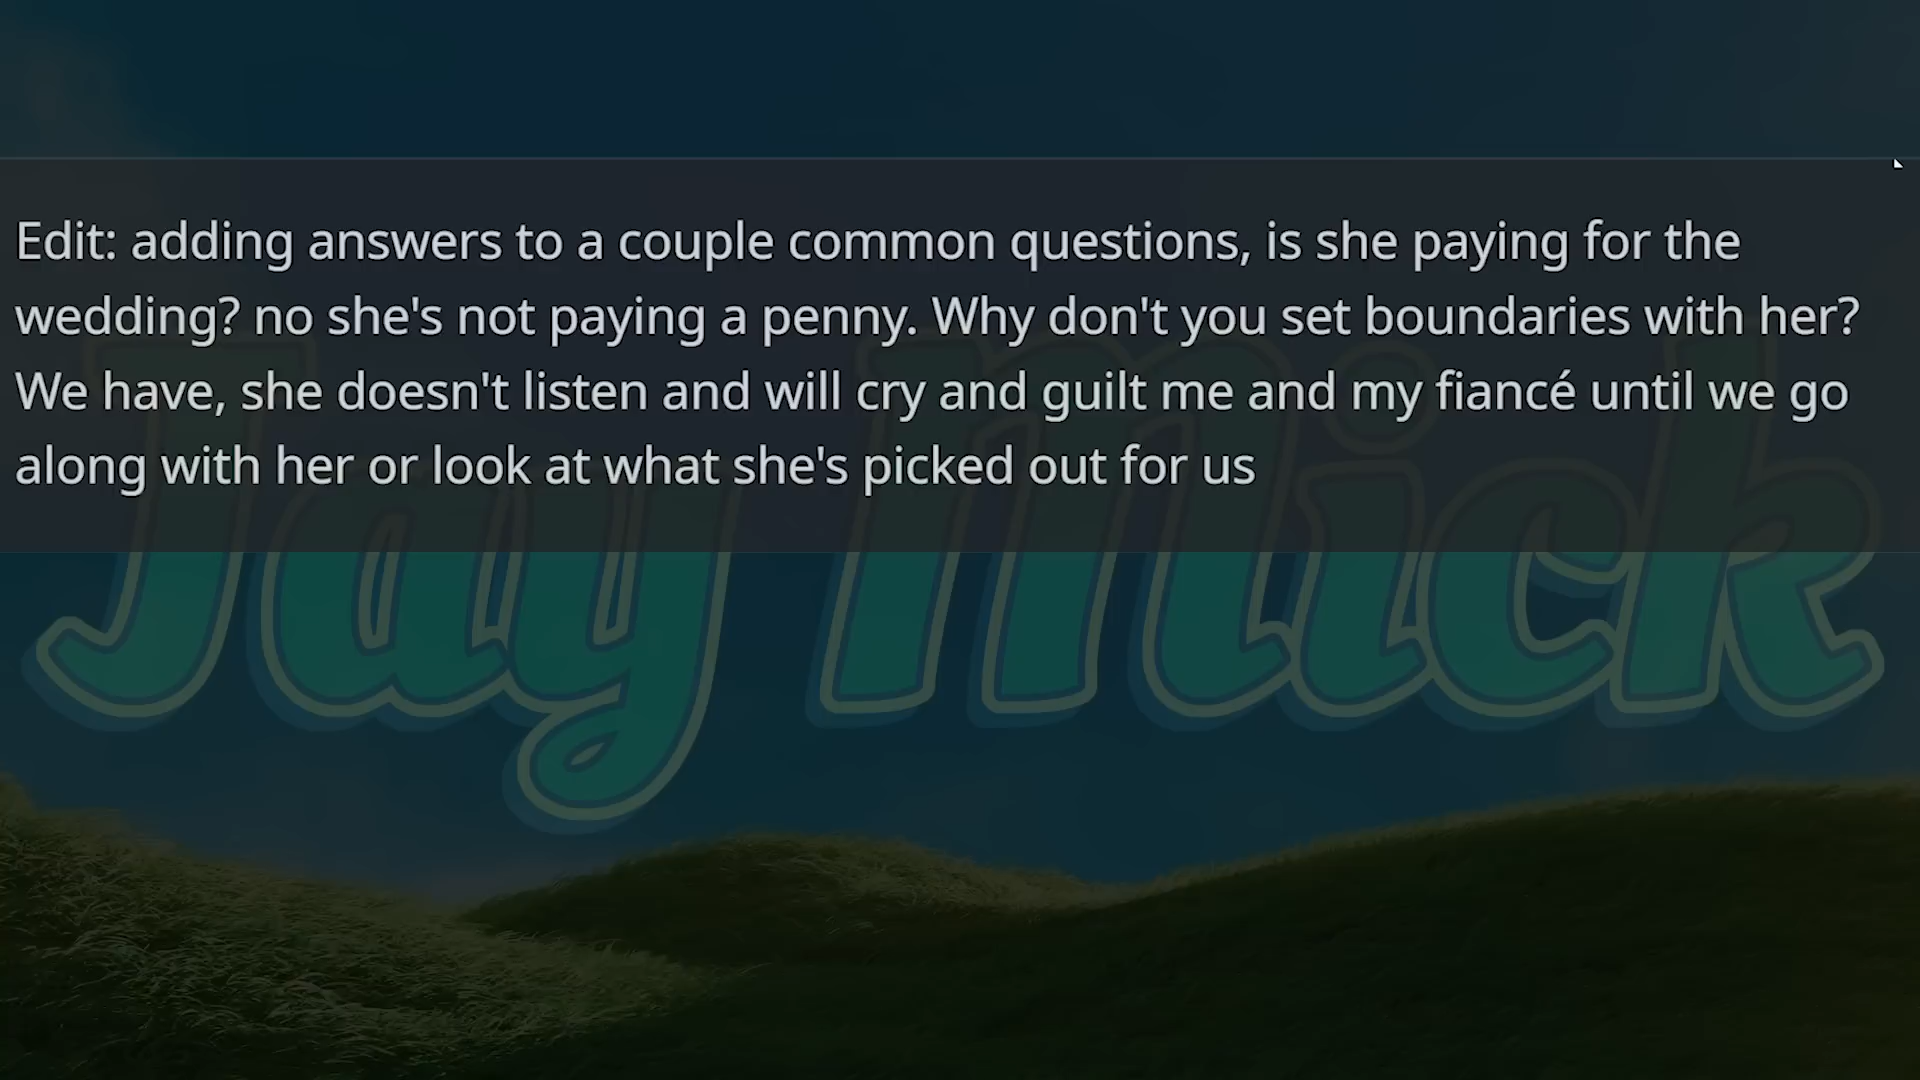 Edit: adding answers to a couple common questions, is she paying for the
wedding? no she's not paying a penny. Why don't you set boundaries with her?
We have, she doesn't listen and will cry and guilt me and my fiancé until we go
along with her or look at what she's picked out for us
Jay Mick